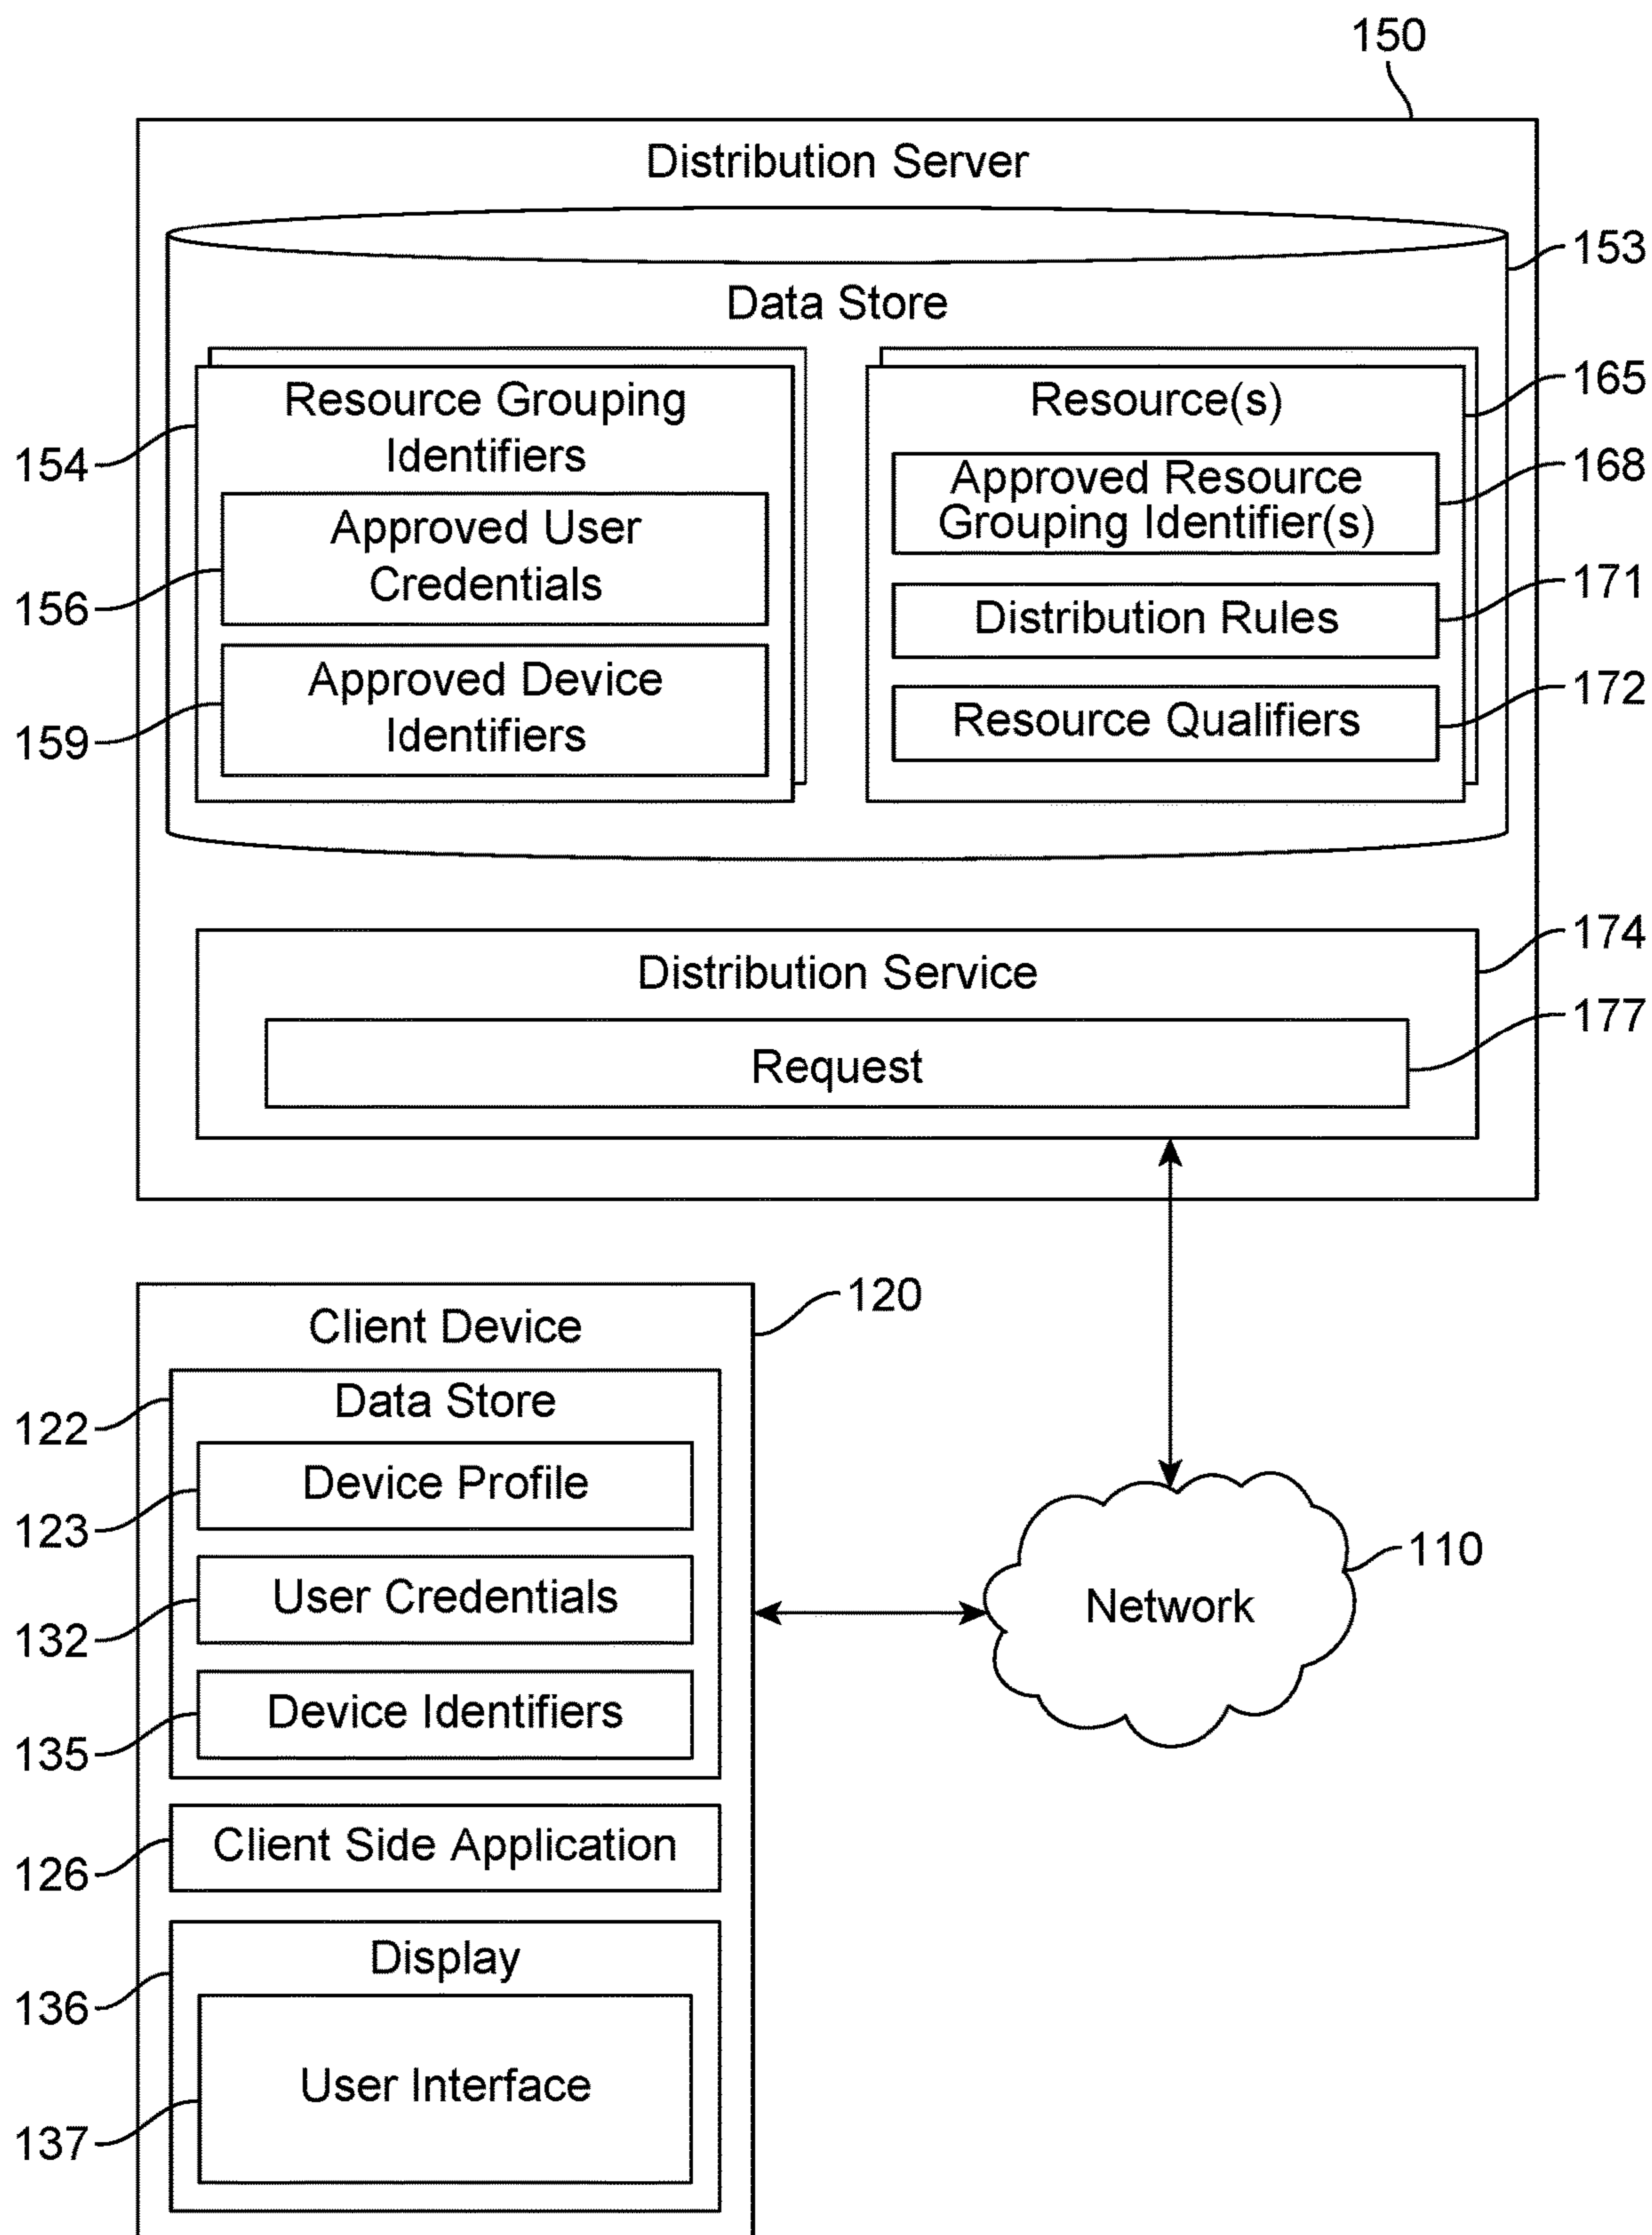 150
Distribution Server
153
Data Store
165
Resource Grouping
Identifiers
154
Resource(s)
168
Approved Resource
Grouping Identifier(s)
Approved User
Credentials
156
171
Distribution Rules
Approved Device
Identifiers
159
172
Resource Qualifiers
174
Distribution Service
177
Request
120
Client Device
Data Store
122
Device Profile
123
110
Network
User Credentials
132
Device Identifiers
135
Client Side Application
126
Display
136
User Interface
137